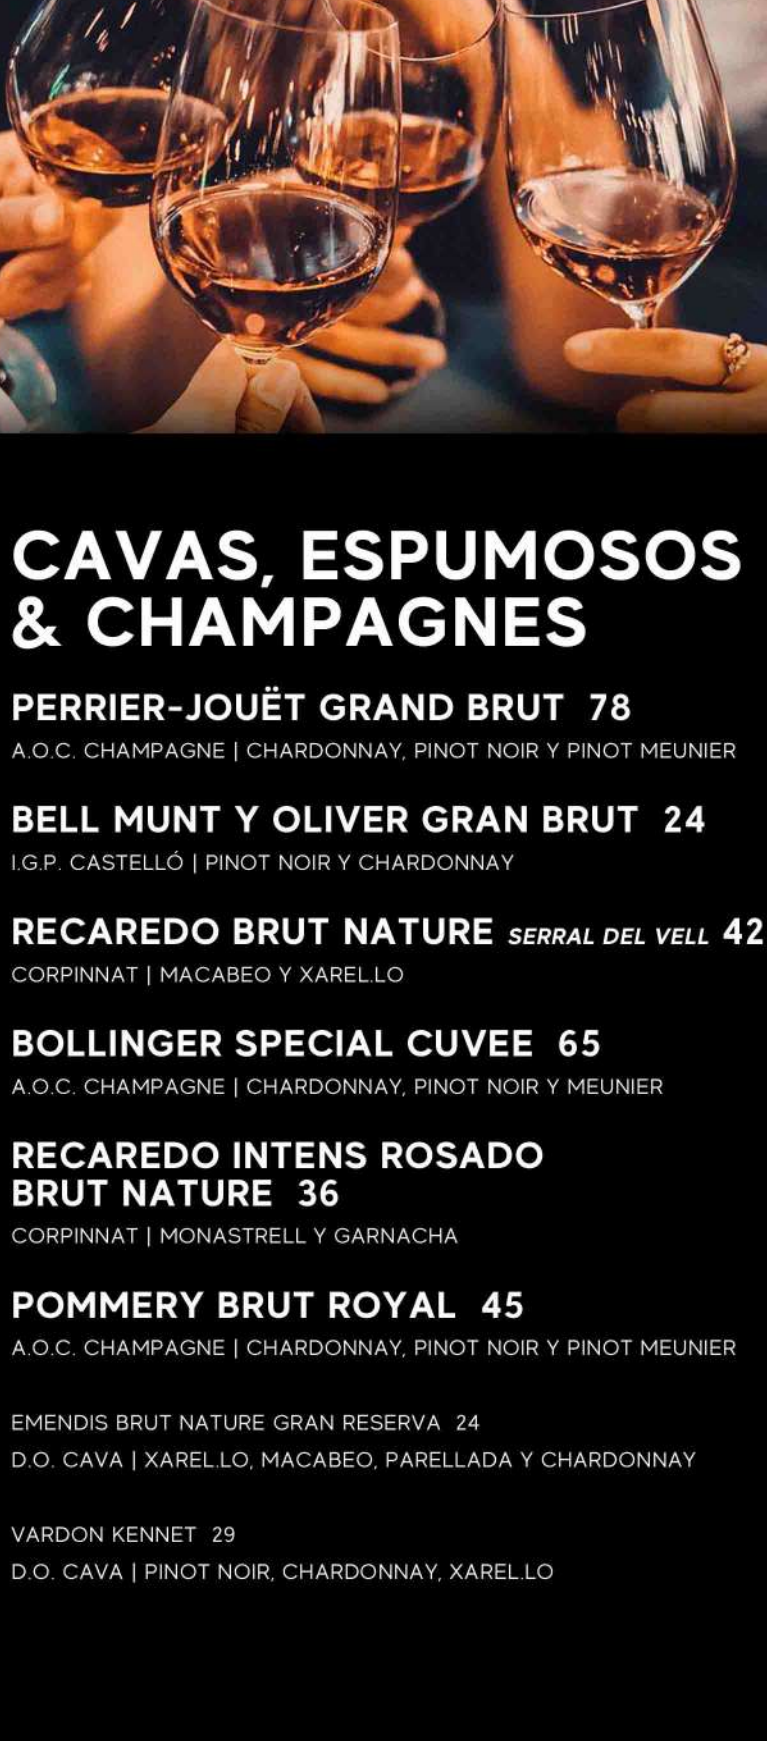 CAVAS, ESPUMOSOS
& CHAMPAGNES
PERRIER-JOUËT GRAND BRUT 78
A.O.C. CHAMPAGNE | CHARDONNAY, PINOT NOIR Y PINOT MEUNIER
BELL MUNT Y OLIVER GRAN BRUT 24
I.G.P. CASTELLÓ | PINOT NOIR Y CHARDONNAY
RECAREDO BRUT NATURE SERRAL DEL VELL 42
CORPINNAT | MACABEO Y XAREL.LO
BOLLINGER SPECIAL CUVEE 65
A.O.C. CHAMPAGNE | CHARDONNAY, PINOT NOIR Y MEUNIER
RECAREDO INTENS ROSADO
BRUT NATURE 36
CORPINNAT | MONASTRELL Y GARNACHA
POMMERY BRUT ROYAL 45
A.O.C. CHAMPAGNE | CHARDONNAY, PINOT NOIR Y PINOT MEUNIER
EMENDIS BRUT NATURE GRAN RESERVA 24
D.O. CAVA | XAREL.LO, MACABEO, PARELLADA Y CHARDONNAY
VARDON KENNET 29
D.O. CAVA | PINOT NOIR, CHARDONNAY, XAREL.LO